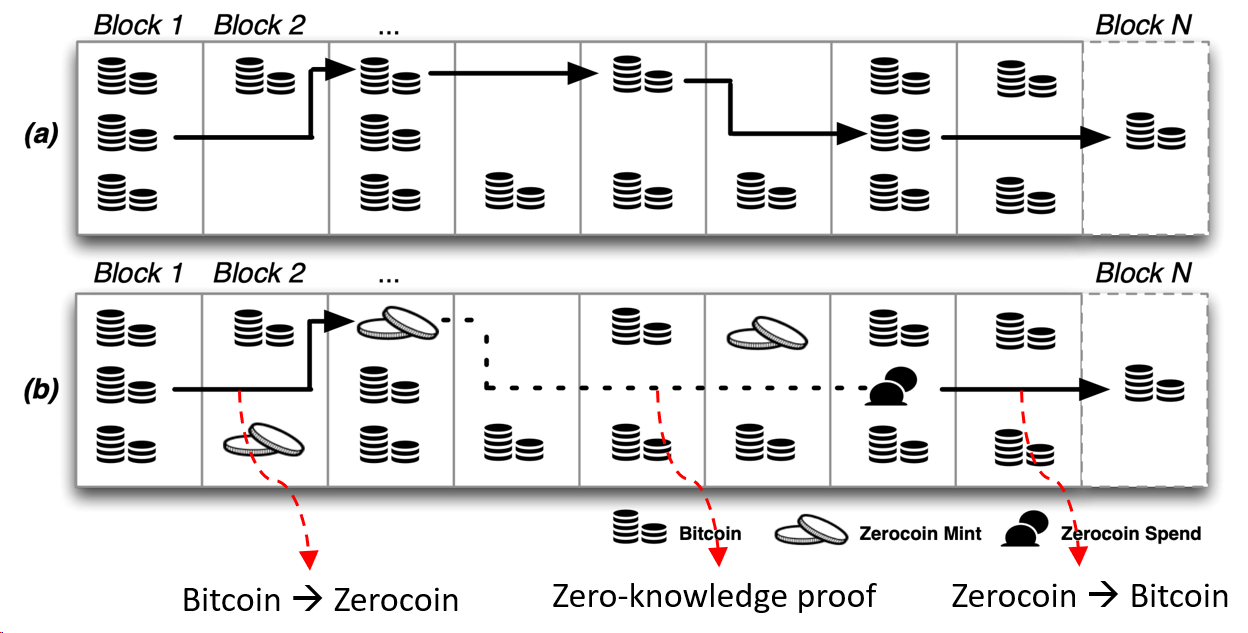 Block 1 Block 2 ... Block N
(a)
Block 1 Block 2 ... Block N
(b)
Bitcoin Zerocoin Mint Zerocoin Spend
Bitcoin → Zerocoin Zero-knowledge proof Zerocoin → Bitcoin